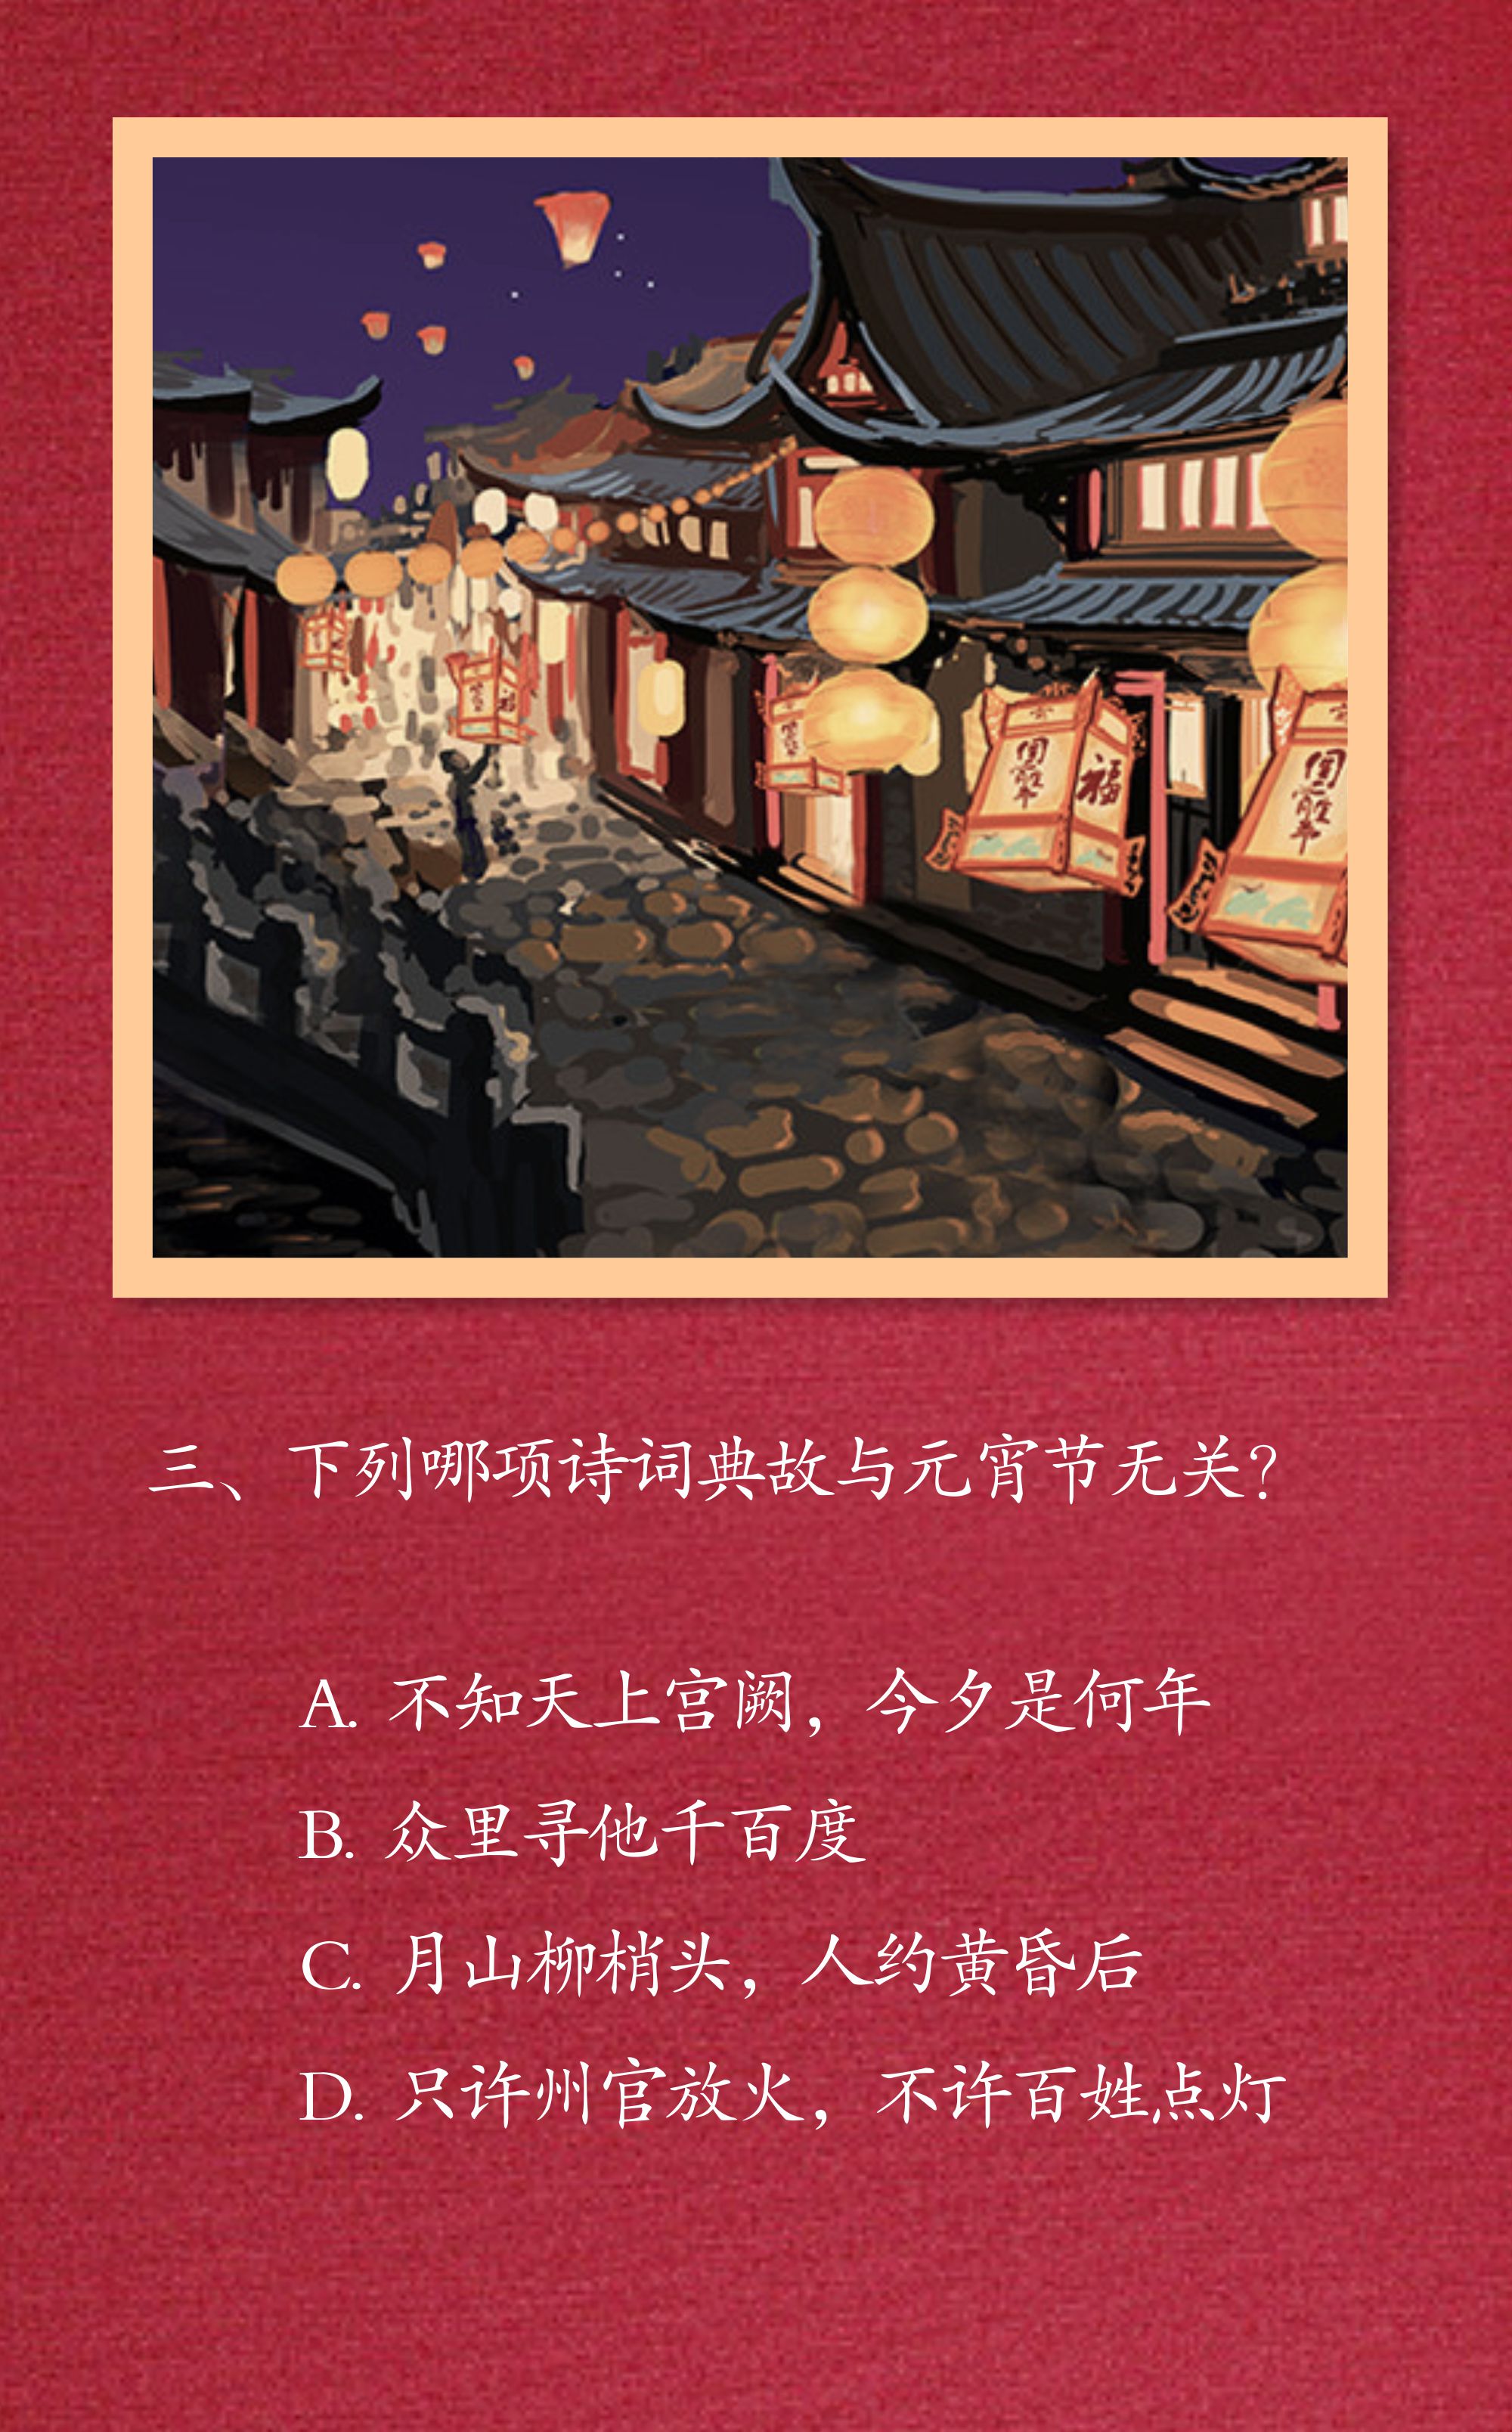 福
三、下列哪项诗词典故与元宵节无关?
A. 不知天上宫阙，今夕是何年
B. 众里寻他千百度
C. 月山柳梢头，人约黄昏后
D. 只许州官放火，不许百姓点灯